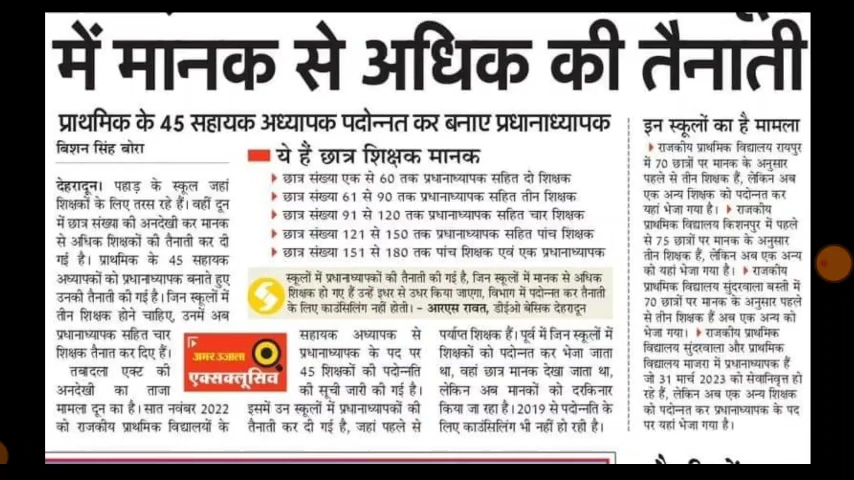 में मानक से अधिक की तैनाती
प्राथमिक के 45 सहायक अध्यापक पदोन्नत कर बनाए प्रधानाध्यापक
बिशन सिंह बोरा
देहरादून। पहाड़ के स्कूल जहां
शिक्षकों के लिए तरस रहे हैं। वहीं दून
में छात्र संख्या की अनदेखी कर मानक
से अधिक शिक्षकों की तैनाती कर दी
गई है। प्राथमिक के 45 सहायक
अध्यापकों को प्रधानाध्यापक बनाते हुए
उनकी तैनाती की गई है। जिन स्कूलों में
तीन शिक्षक होने चाहिए, उनमें अब
प्रधानाध्यापक सहित चार
शिक्षक तैनात कर दिए हैं।
तबादला एक्ट की
अनदेखी का ताजा
मामला दून का है। सात नवंबर 2022
को राजकीय प्राथमिक विद्यालयों के
ये हैं छात्र शिक्षक मानक
छात्र संख्या एक से 60 तक प्रधानाध्यापक सहित दो शिक्षक
छात्र संख्या 61 से 90 तक प्रधानाध्यापक सहित तीन शिक्षक
छात्र संख्या 91 से 120 तक प्रधानाध्यापक सहित चार शिक्षक
छात्र संख्या 121 से 150 तक प्रधानाध्यापक सहित पांच शिक्षक
छात्र संख्या 151 से 180 तक पांच शिक्षक एवं एक प्रधानाध्यापक
स्कूलों में प्रधानाध्यापकों की तैनाती की गई है, जिन स्कूलों में मानक से अधिक
शिक्षक हो गए हैं उन्हें इधर से उधर किया जाएगा, विभाग में पदोन्नत कर तैनाती
के लिए काउंसिलिंग नहीं होती। - आरएस रावत, डीईओ बेसिक देहरादून
अमर उजाला
एक्सक्लूसिव
सहायक अध्यापक से
प्रधानाध्यापक के पद पर
45 शिक्षकों की पदोन्नति
की सूची जारी की गई है।
इसमें उन स्कूलों में प्रधानाध्यापकों की
तैनाती कर दी गई है, जहां पहले से
पर्याप्त शिक्षक हैं। पूर्व में जिन स्कूलों में
शिक्षकों को पदोन्नत कर भेजा जाता
था, वहां छात्र मानक देखा जाता था,
लेकिन अब मानकों को दरकिनार
किया जा रहा है। 2019 से पदोन्नति के
लिए काउंसिलिंग भी नहीं हो रही है।
इन स्कूलों का है मामला
राजकीय प्राथमिक विद्यालय रायपुर
में 70 छात्रों पर मानक के अनुसार
पहले से तीन शिक्षक हैं, लेकिन अब
एक अन्य शिक्षक को पदोन्नत कर
यहां भेजा गया है। राजकीय
प्राथमिक विद्यालय किशनपुर में पहले
से 75 छात्रों पर मानक के अनुसार
तीन शिक्षक हैं, लेकिन अब एक अन्य
को यहां भेजा गया है। राजकीय
प्राथमिक विद्यालय सुंदरवाला बस्ती में
70 छात्रों पर मानक के अनुसार पहले
से तीन शिक्षक हैं अब एक अन्य को
भेजा गया। राजकीय प्राथमिक
विद्यालय सुंदरवाला और प्राथमिक
विद्यालय माजरा में प्रधानाध्यापक हैं
जो 31 मार्च 2023 को सेवानिवृत्त हो
रहे हैं, लेकिन अब एक अन्य शिक्षक
को पदोन्नत कर प्रधानाध्यापक के पद
पर यहां भेजा गया है।